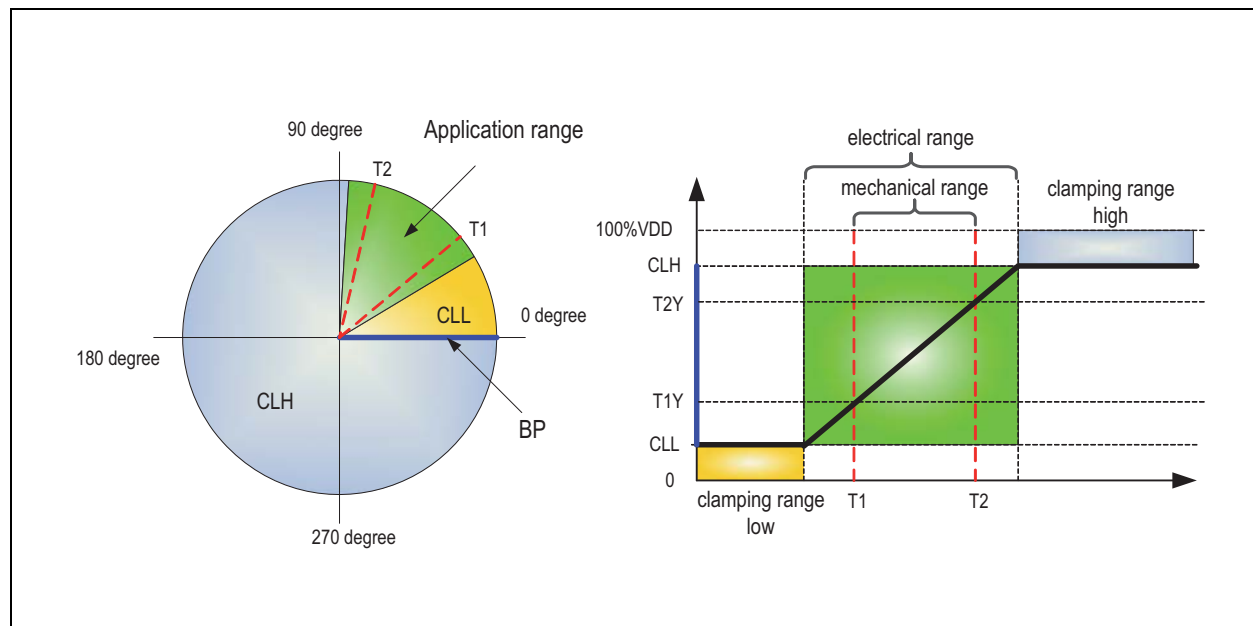 90 degree
Application range
T2
T1
CLL
0 degree
180 degree
CLH
BP
270 degree
electrical range
mechanical range
clamping range
high
100%VDD
CLH
T2Y
T1Y
CLL
0
clamping range
low
T1
T2